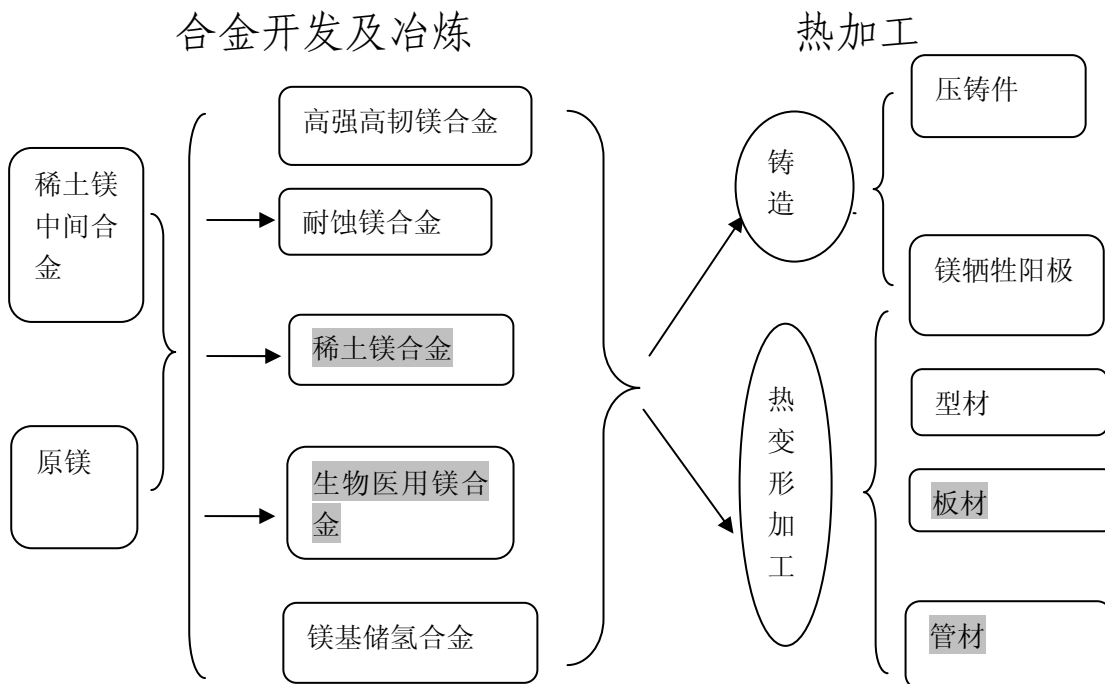 合金开发及冶炼
热加工
稀土镁
中间合
金
原镁
高强高韧镁合金
耐蚀镁合金
稀土镁合金
生物医用镁合
金
镁基储氢合金
铸
造
热
变
形
加
工
压铸件
镁牺牲阳极
型材
板材
管材